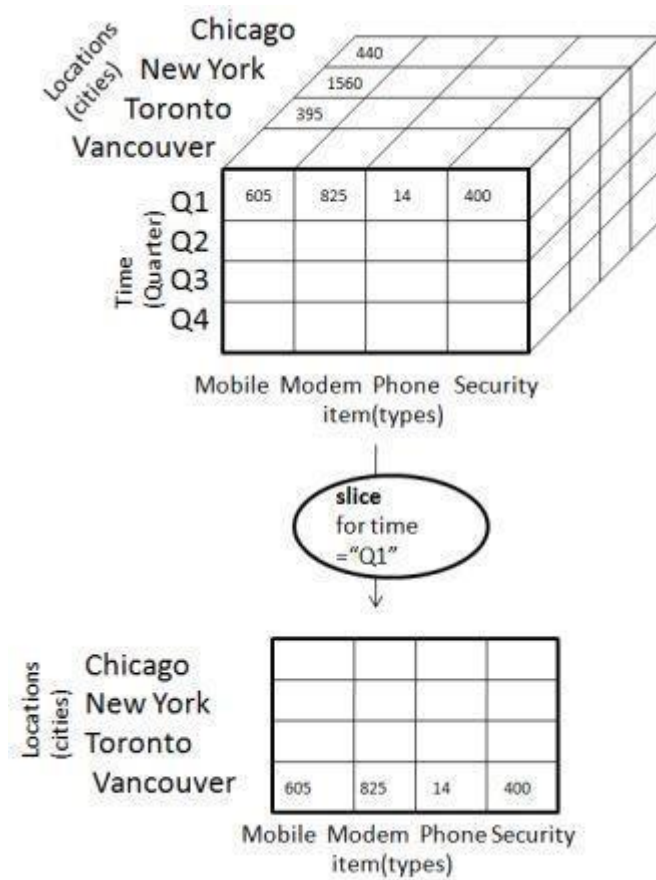 Locations
(cities)
Chicago
New York
Toronto
Vancouver
440
1560
395
Time
(Quarter)
Q1 605 825 14 400
Q2
Q3
Q4
Mobile Modem Phone Security
item(types)
slice
for time
="Q1"
Locations
(cities)
Chicago
New York
Toronto
Vancouver 605 825 14 400
Mobile Modem Phone Security
item(types)